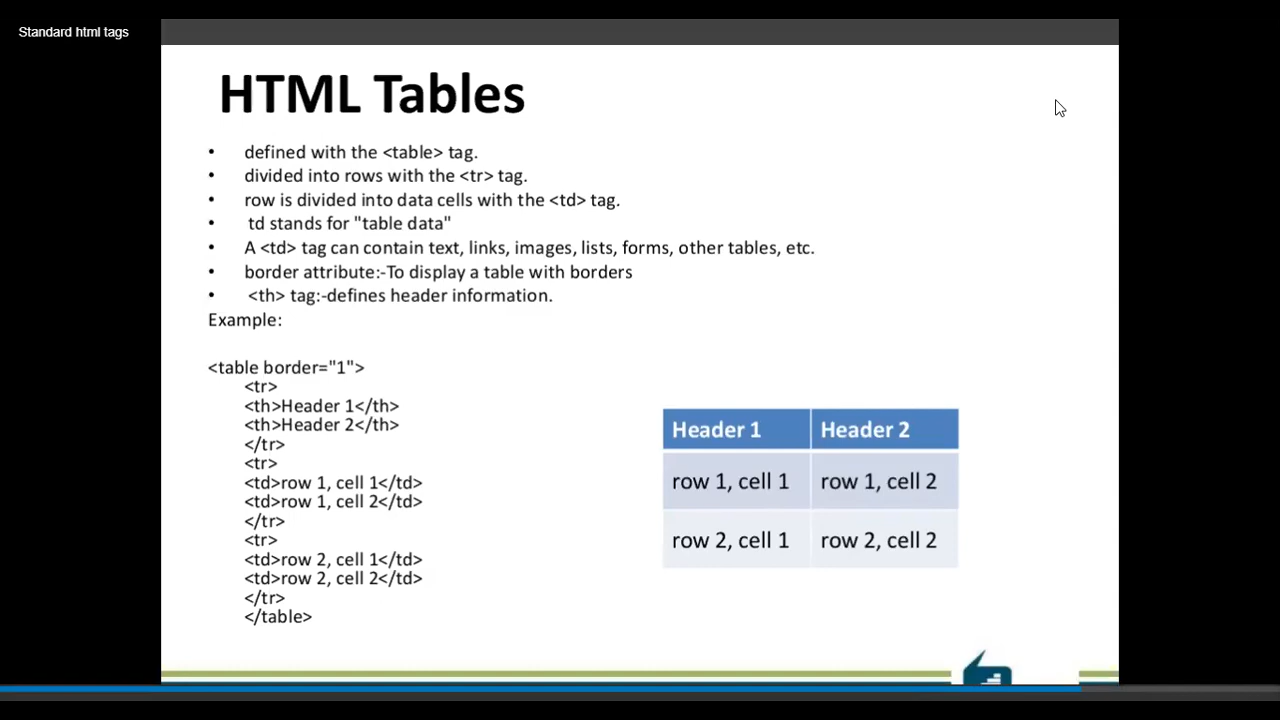 Standard html tags
HTML Tables
• defined with the <table> tag.
• divided into rows with the <tr> tag.
• row is divided into data cells with the <td> tag.
• td stands for "table data"
• A <td> tag can contain text, links, images, lists, forms, other tables, etc.
• border attribute:-To display a table with borders
• <th> tag:-defines header information.
Example:
<table border="1">
<tr>
<th>Header 1</th>
<th>Header 2</th>
</tr>
<tr>
<td>row 1, cell 1</td>
<td>row 1, cell 2</td>
</tr>
<tr>
<td>row 2, cell 1</td>
<td>row 2, cell 2</td>
</tr>
</table>
Header 1 Header 2
row 1, cell 1 row 1, cell 2
row 2, cell 1 row 2, cell 2